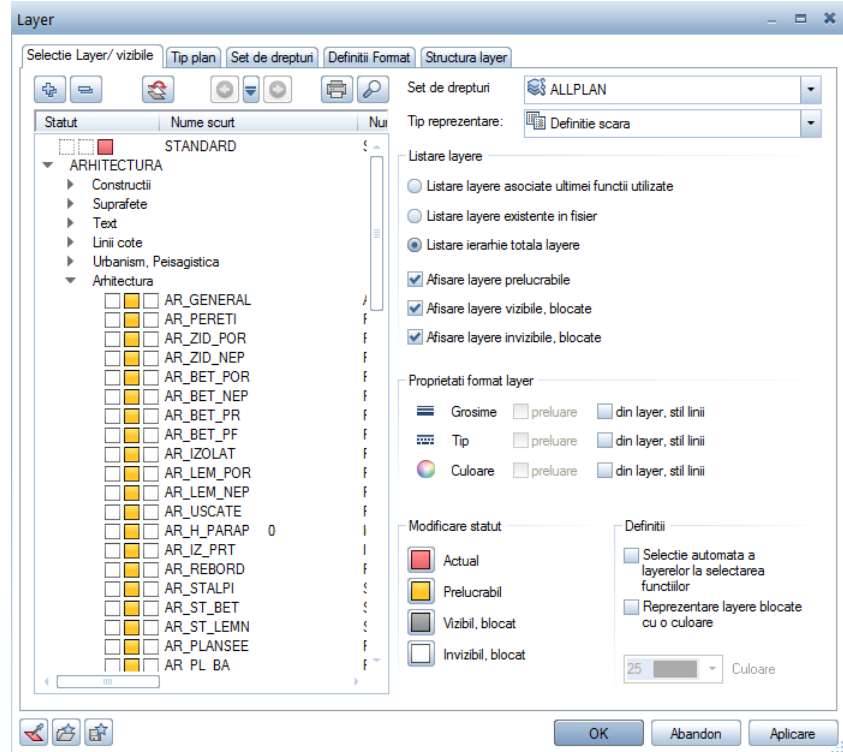 Layer
Selectie Layer/ vizibile
Tip plan
Set de drepturi
Definitii Format
Structura layer
Statut
Nume scurt
Nu
STANDARD
ARHITECTURA
Constructii
Suprafete
Text
Linii cote
Urbanism, Peisagistica
Arhitectura
AR_GENERAL
AR_PERETI
AR_ZID_POR
AR_ZID_NEP
AR_BET_POR
AR_BET_NEP
AR_BET_PR
AR_BET_PF
AR_IZOLAT
AR_LEM_POR
AR_LEM_NEP
AR_USCATE
AR_H_PARAP 0
AR_IZ_PRT
AR_REBORD
AR_STALPI
AR_ST_BET
AR_ST_LEMN
AR_PLANSEE
AR_PL_BA
Set de drepturi
ALLPLAN
Tip reprezentare:
Definitie scara
Listare layere
Listare layere asociate ultimei functii utilizate
Listare layere existente in fisier
Listare ierarhie totala layere
Afisare layere prelucrabile
Afisare layere vizibile, blocate
Afisare layere invizibile, blocate
Proprietati format layer
Grosime preluare din layer, stil linii
Tip preluare din layer, stil linii
Culoare preluare din layer, stil linii
Modificare statut
Actual
Prelucrabil
Vizibil, blocat
Invizibil, blocat
Definitii
Selectie automata a
layerelor la selectarea
functiilor
Reprezentare layere blocate
cu o culoare
25
Culoare
OK
Abandon
Aplicare